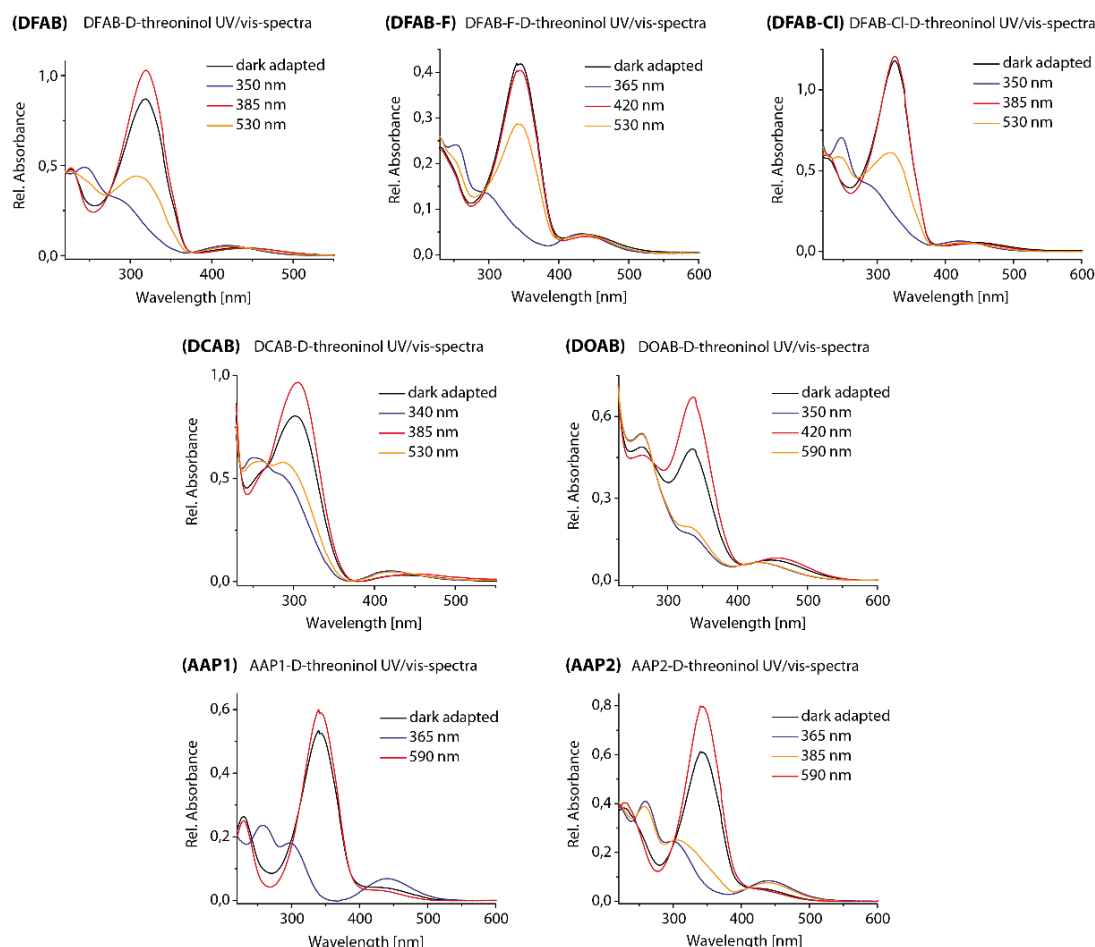 (DFAB) DFAB-D-threoninol UV/vis-spectra
1,0
0,5
0,0
Rel. Absorbance
dark adapted
350 nm
385 nm
530 nm
300 400 500
Wavelength [nm]
(DFAB-F) DFAB-F-D-threoninol UV/vis-spectra
0,4
0,3
0,2
0,1
0,0
Rel. Absorbance
dark adapted
365 nm
420 nm
530 nm
300 400 500 600
Wavelength [nm]
(DFAB-Cl) DFAB-Cl-D-threoninol UV/vis-spectra
1,0
0,5
0,0
Rel. Absorbance
dark adapted
350 nm
385 nm
530 nm
300 400 500 600
Wavelength [nm]
(DCAB) DCAB-D-threoninol UV/vis-spectra
1,0
0,5
0,0
Rel. Absorbance
dark adapted
340 nm
385 nm
530 nm
300 400 500
Wavelength [nm]
(DOAB) DOAB-D-threoninol UV/vis-spectra
0,6
0,3
0,0
Rel. Absorbance
dark adapted
350 nm
420 nm
590 nm
300 400 500 600
Wavelength [nm]
(AAP1) AAP1-D-threoninol UV/vis-spectra
0,6
0,4
0,2
0,0
Rel. Absorbance
dark adapted
365 nm
590 nm
300 400 500 600
Wavelength [nm]
(AAP2) AAP2-D-threoninol UV/vis-spectra
0,8
0,6
0,4
0,2
0,0
Rel. Absorbance
dark adapted
365 nm
385 nm
590 nm
300 400 500 600
Wavelength [nm]